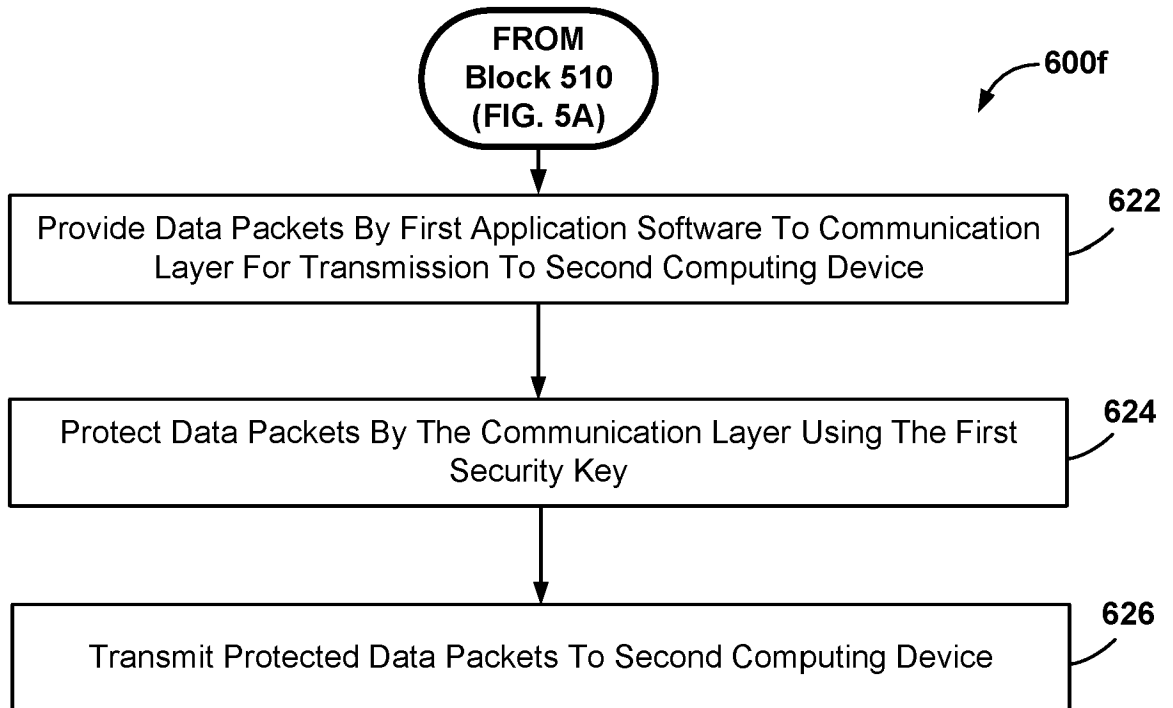 FROM
Block 510
(FIG. 5A)
600f
622
Provide Data Packets By First Application Software To Communication
Layer For Transmission To Second Computing Device
624
Protect Data Packets By The Communication Layer Using The First
Security Key
626
Transmit Protected Data Packets To Second Computing Device